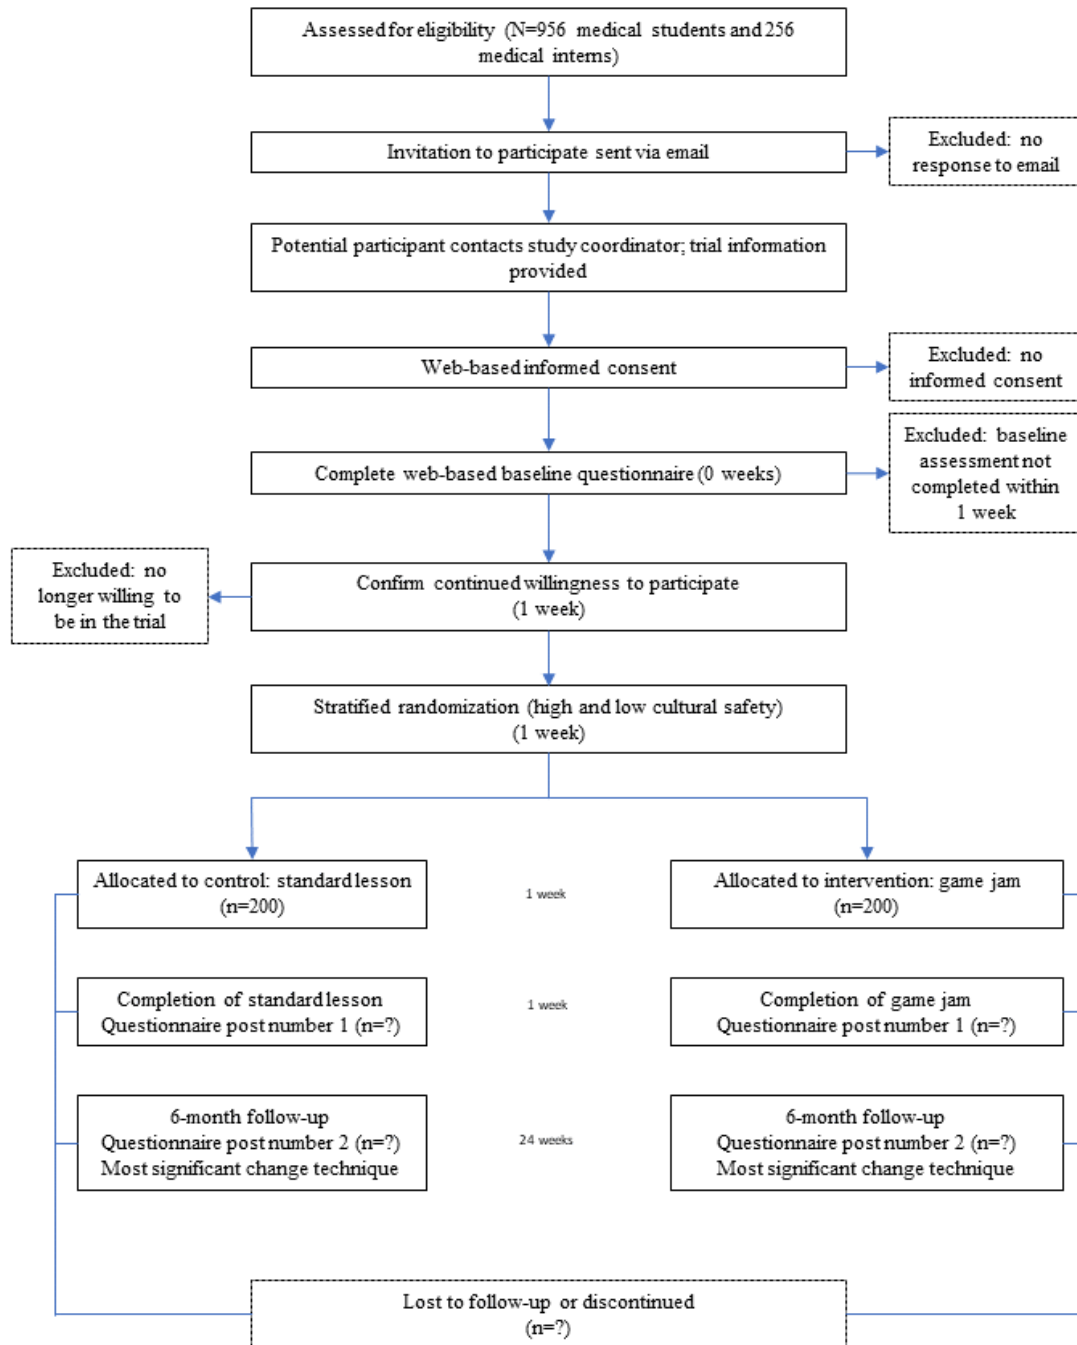 Assessed for eligibility (N=956 medical students and 256
medical interns)
Invitation to participate sent via email
Excluded: no
response to email
Potential participant contacts study coordinator; trial information
provided
Web-based informed consent
Excluded: no
informed consent
Complete web-based baseline questionnaire (0 weeks)
Excluded: baseline
assessment not
completed within
1 week
Excluded: no
longer willing to
be in the trial
Confirm continued willingness to participate
(1 week)
Stratified randomization (high and low cultural safety)
(1 week)
Allocated to control: standard lesson
(n=200)
1 week
Allocated to intervention: game jam
(n=200)
Completion of standard lesson
Questionnaire post number 1 (n=?)
1 week
Completion of game jam
Questionnaire post number 1 (n=?)
6-month follow-up
Questionnaire post number 2 (n=?)
Most significant change technique
24 weeks
6-month follow-up
Questionnaire post number 2 (n=?)
Most significant change technique
Lost to follow-up or discontinued
(n=?)